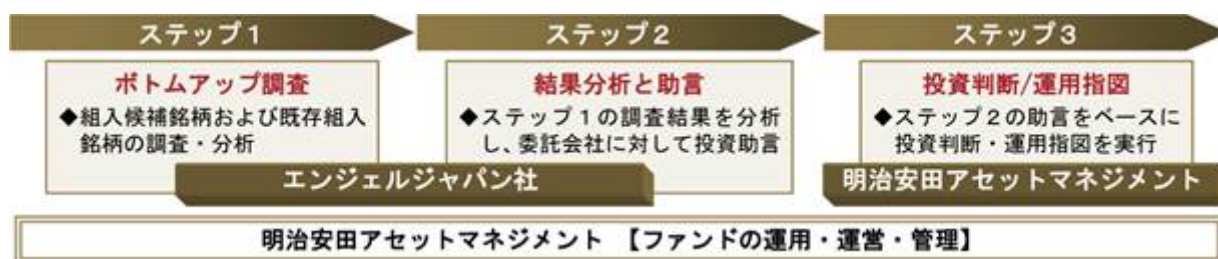 ステップ１
ステップ２
ステップ３
ボトムアップ調査
◆組入候補銘柄および既存組入
銘柄の調査・分析
結果分析と助言
◆ステップ１の調査結果を分析
し、委託会社に対して投資助言
投資判断/運用指図
◆ステップ２の助言をベースに
投資判断・運用指図を実行
エンジェルジャパン社
明治安田アセットマネジメント
明治安田アセットマネジメント 【ファンドの運用・運営・管理】